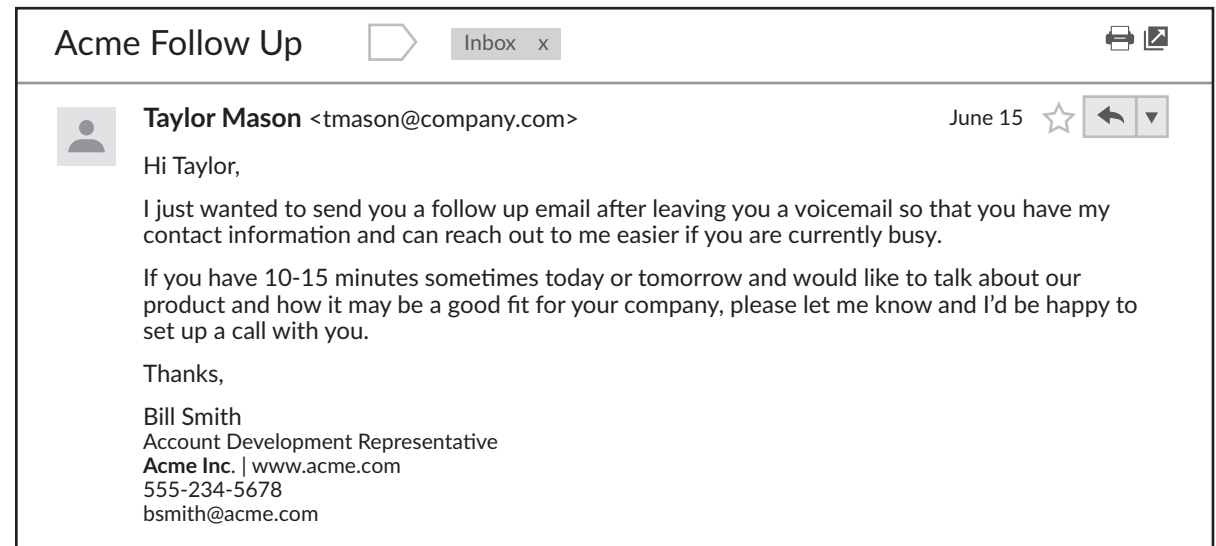 Acme Follow Up
Inbox x
Taylor Mason <tmason@company.com>
June 15
Hi Taylor,
I just wanted to send you a follow up email after leaving you a voicemail so that you have my
contact information and can reach out to me easier if you are currently busy.
If you have 10-15 minutes sometimes today or tomorrow and would like to talk about our
product and how it may be a good fit for your company, please let me know and I'd be happy to
set up a call with you.
Thanks,
Bill Smith
Account Development Representative
Acme Inc. | www.acme.com
555-234-5678
bsmith@acme.com